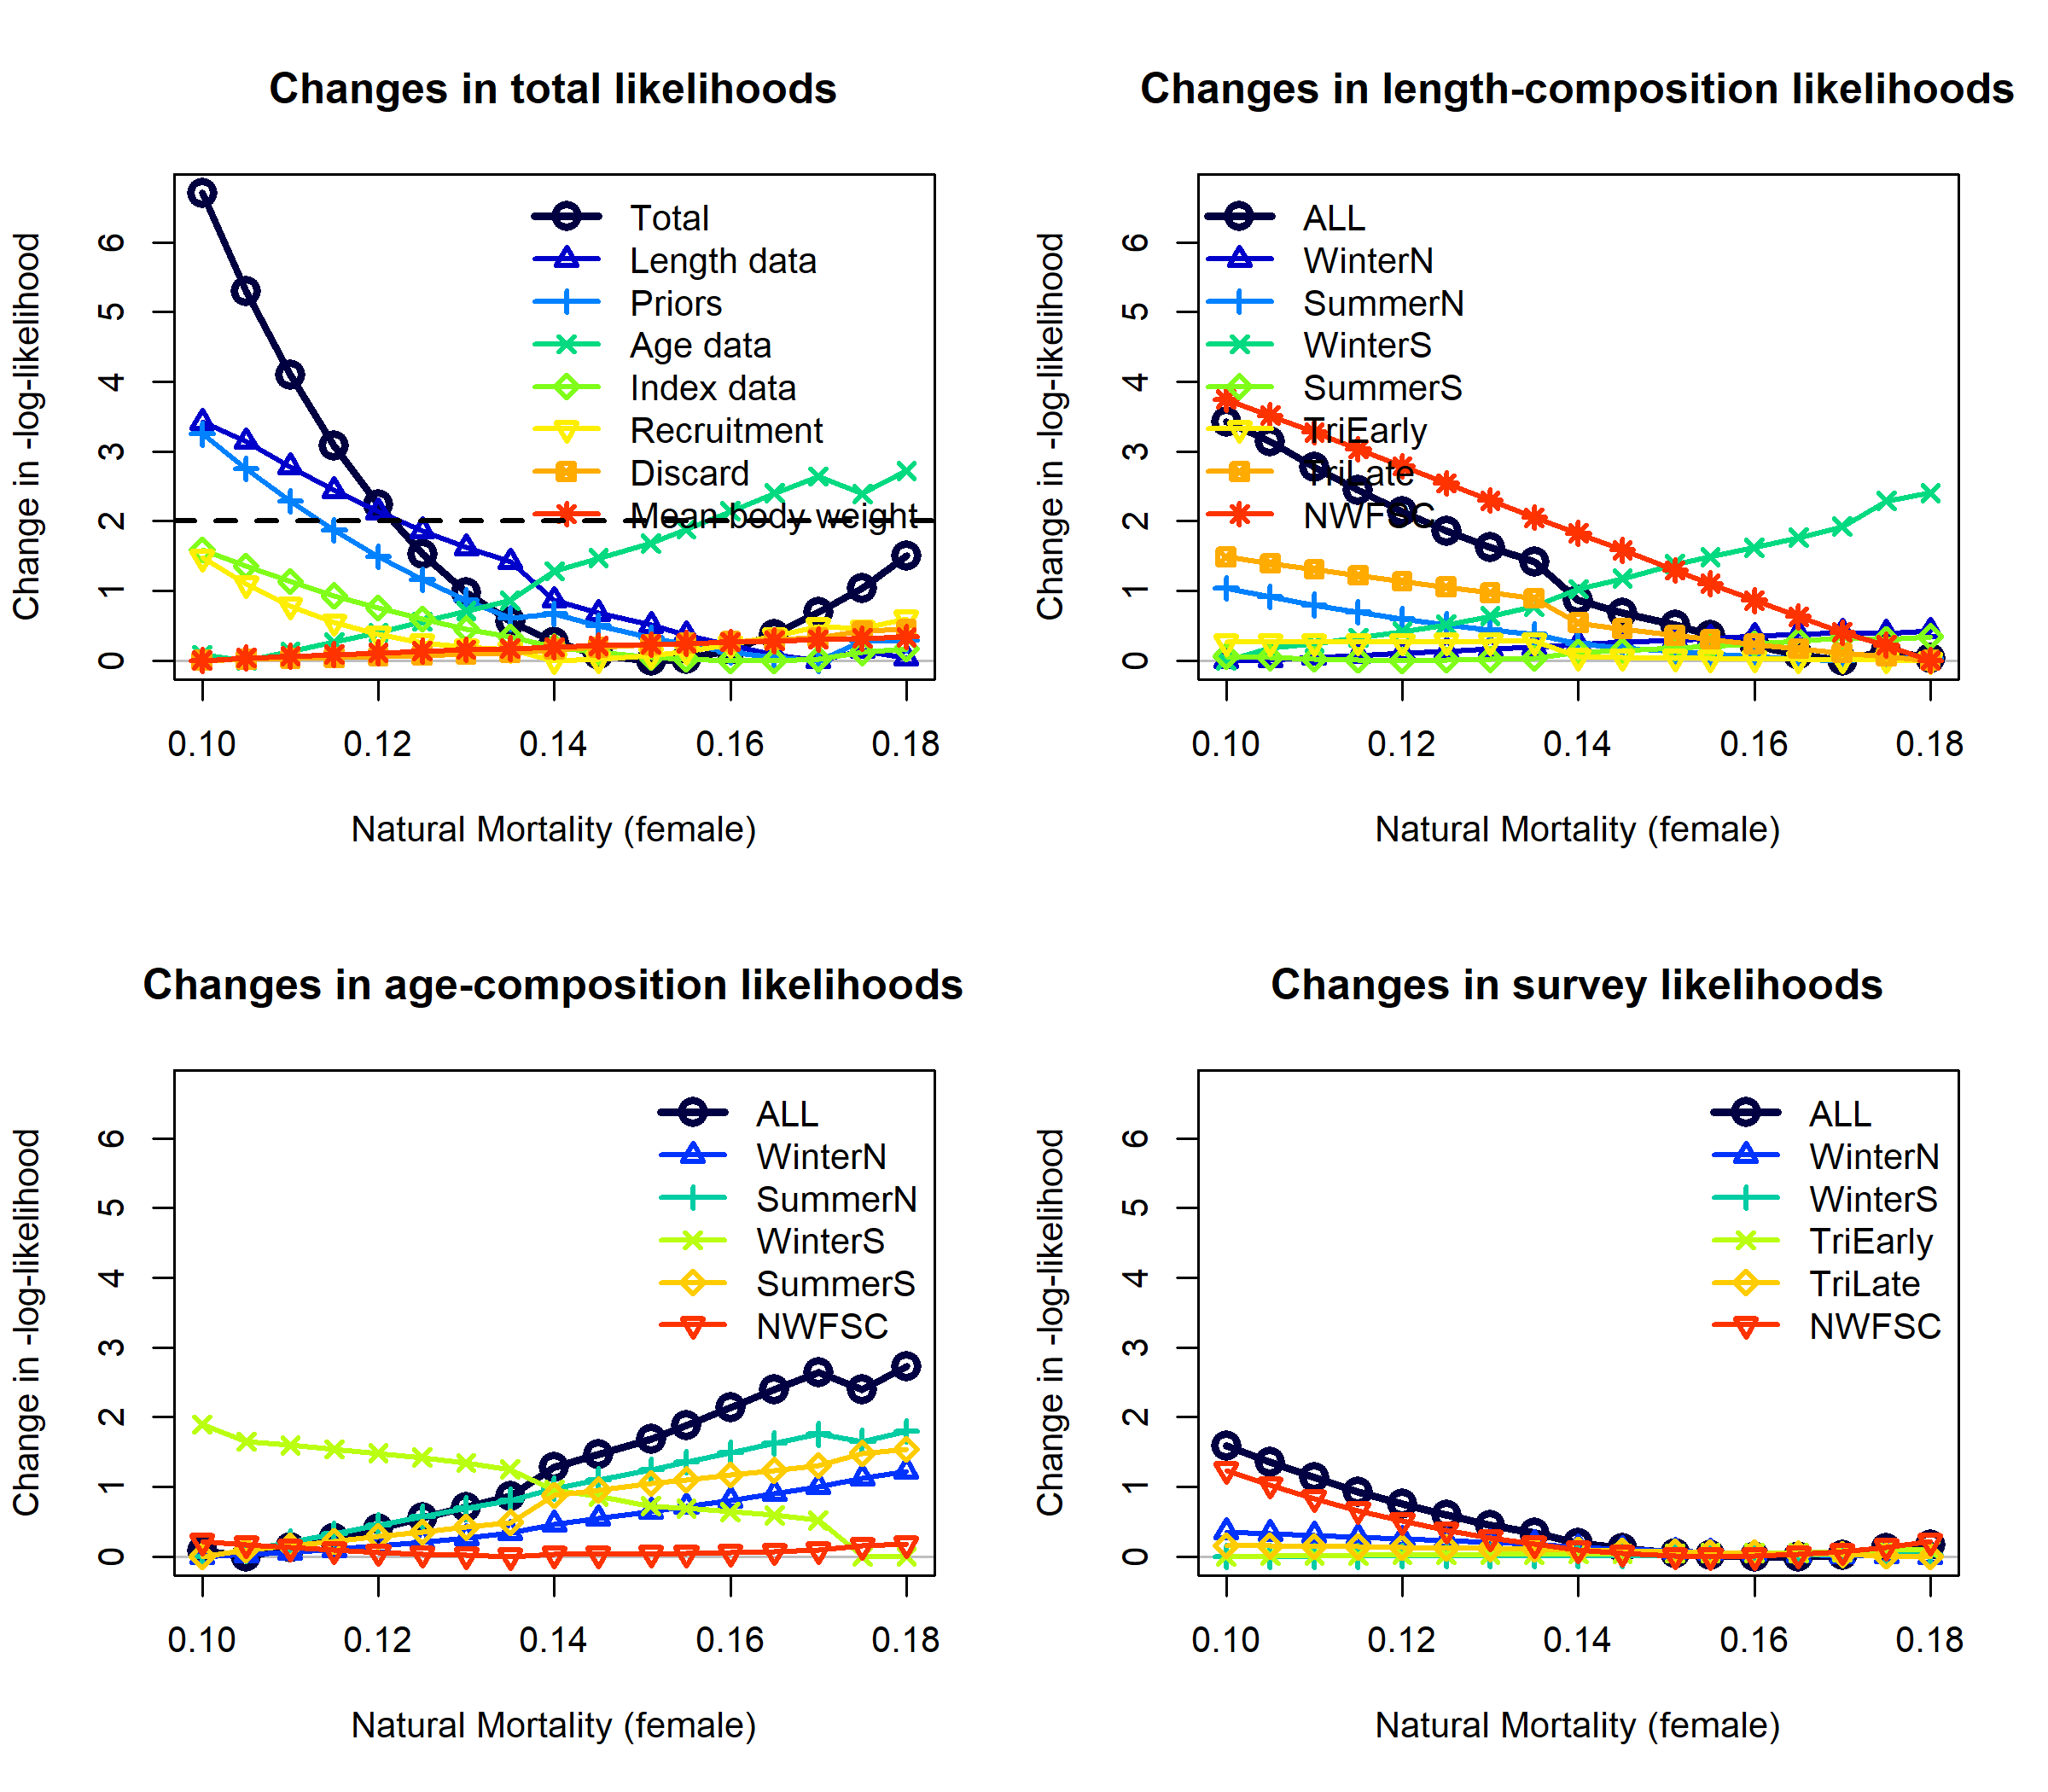 Changes in total likelihoods
Change in -log-likelihood
6
5
4
3
2
1
0
Total
Length data
Priors
Age data
Index data
Recruitment
Discard
Mean body weight
0.10 0.12 0.14 0.16 0.18
Natural Mortality (female)
Changes in length-composition likelihoods
Change in -log-likelihood
6
5
4
3
2
1
0
ALL
WinterN
SummerN
WinterS
SummerS
TriEarly
TriLate
NWFSC
0.10 0.12 0.14 0.16 0.18
Natural Mortality (female)
Changes in age-composition likelihoods
Change in -log-likelihood
6
5
4
3
2
1
0
ALL
WinterN
SummerN
WinterS
SummerS
NWFSC
0.10 0.12 0.14 0.16 0.18
Natural Mortality (female)
Changes in survey likelihoods
Change in -log-likelihood
6
5
4
3
2
1
0
ALL
WinterN
WinterS
TriEarly
TriLate
NWFSC
0.10 0.12 0.14 0.16 0.18
Natural Mortality (female)